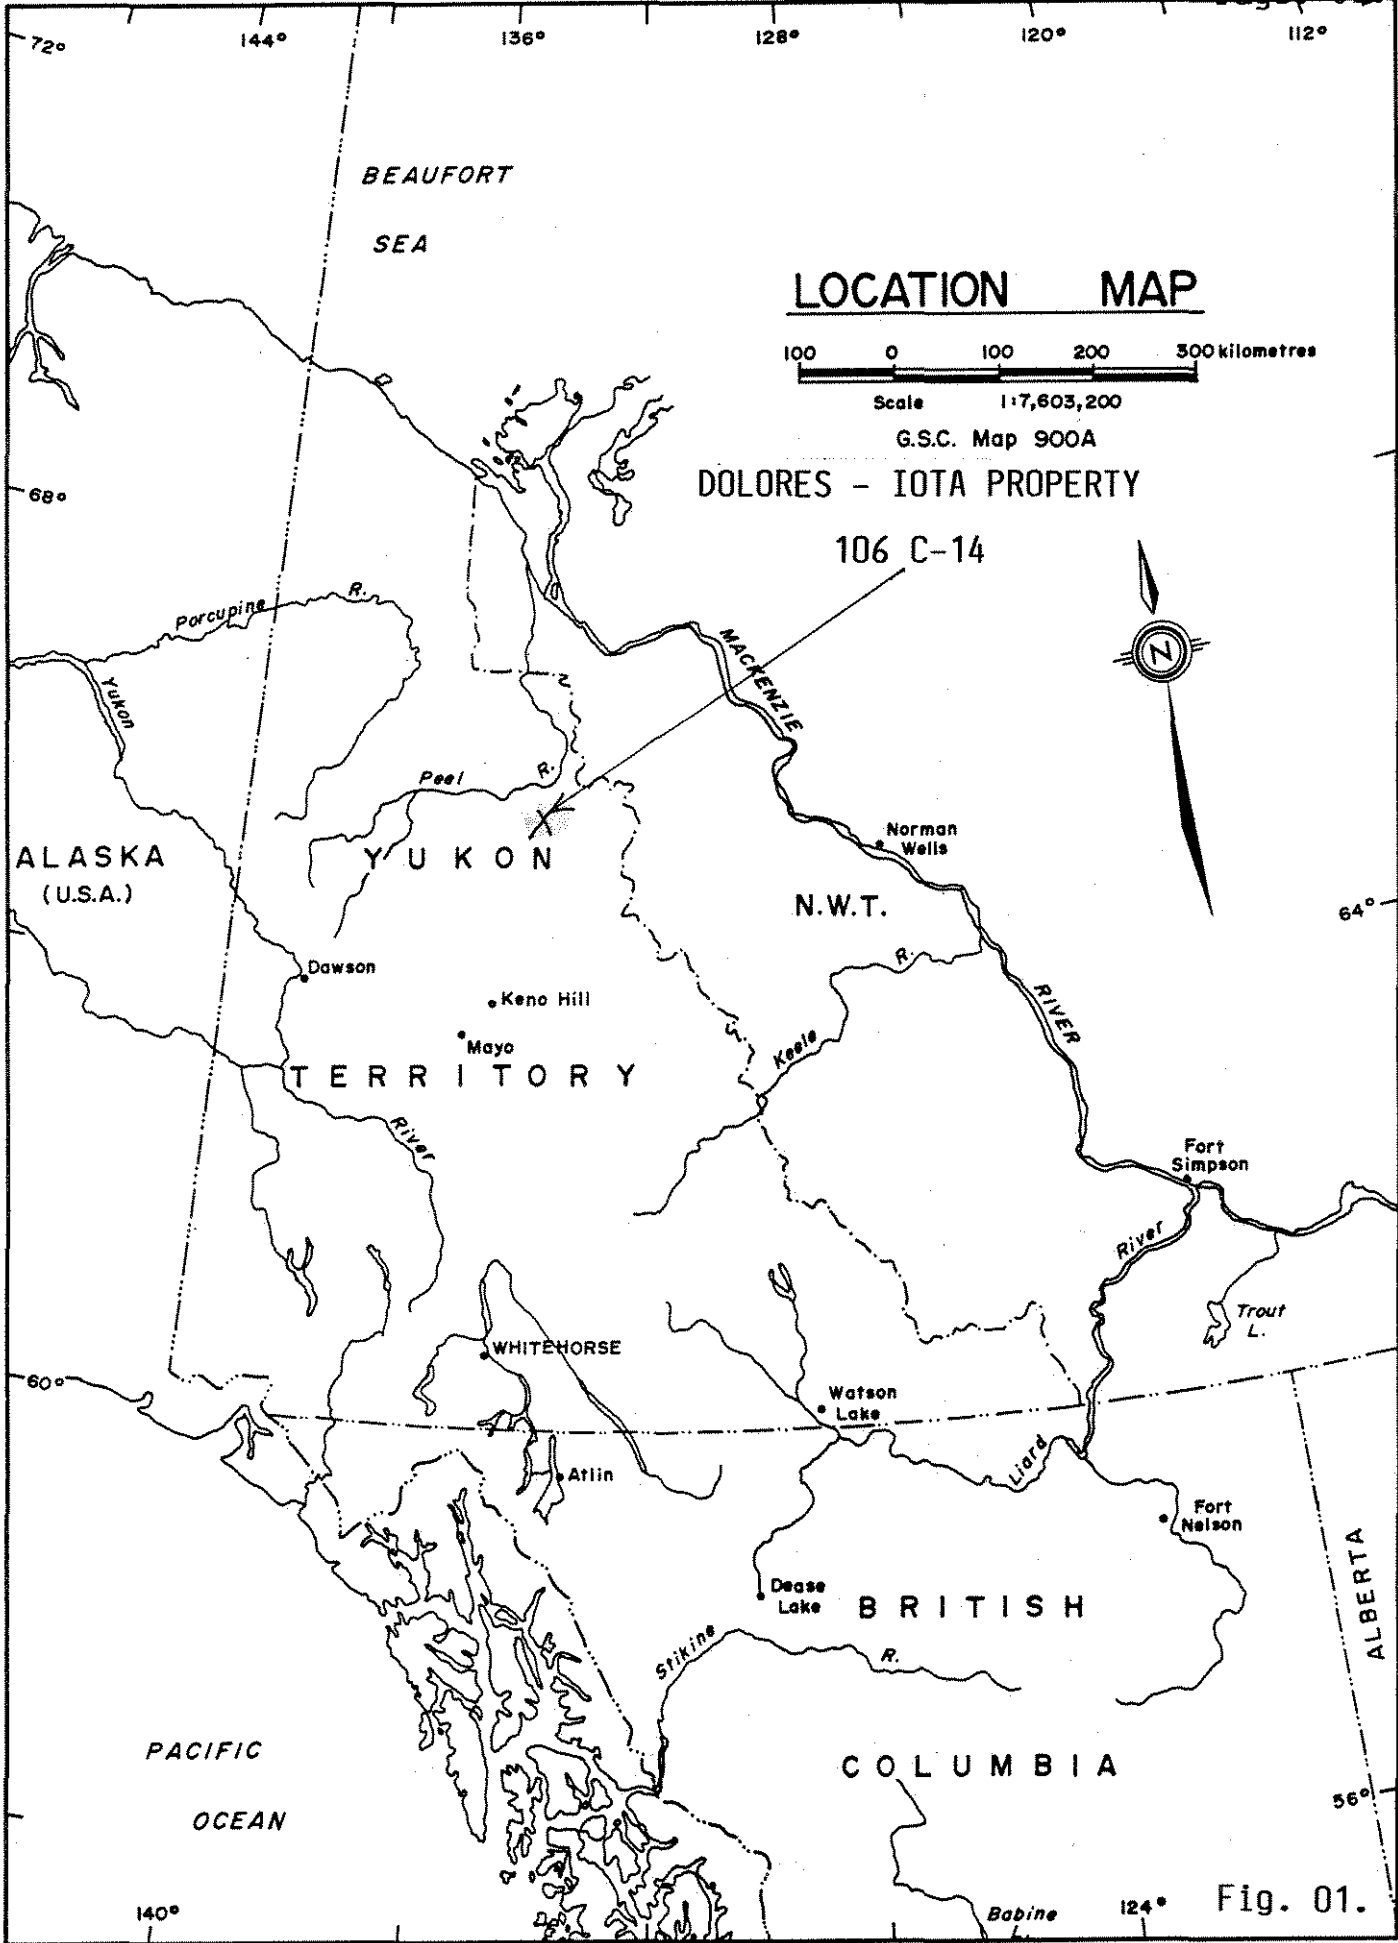 72°
144°
136°
128°
120°
112°
BEAUFORT
SEA
LOCATION MAP
100 0 100 200 300 kilometres
Scale 1:7,603,200
G.S.C. Map 900A
DOLORES - IOTA PROPERTY
106 C-14
68°
Porcupine R.
MACKENZIE
N
Yukon
Peel R.
ALASKA
(U.S.A.)
YUKON
Norman
Wells
N.W.T.
64°
R.
Dawson
Keno Hill
Mayo
Keele
RIVER
TERRITORY
River
Fort
Simpson
River
Trout
L.
WHITEHORSE
60°
Watson
Lake
Atlin
Liard
Fort
Nelson
ALBERTA
Dease
Lake
BRITISH
Stikine R.
PACIFIC
OCEAN
COLUMBIA
56°
140°
Babine
124°
Fig. 01.